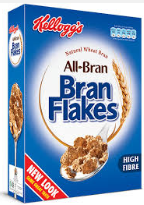 Kellogg's
Natural Wheat Bran
All-Bran
Bran
Flakes
HIGH
FIBRE
NEW LOOK